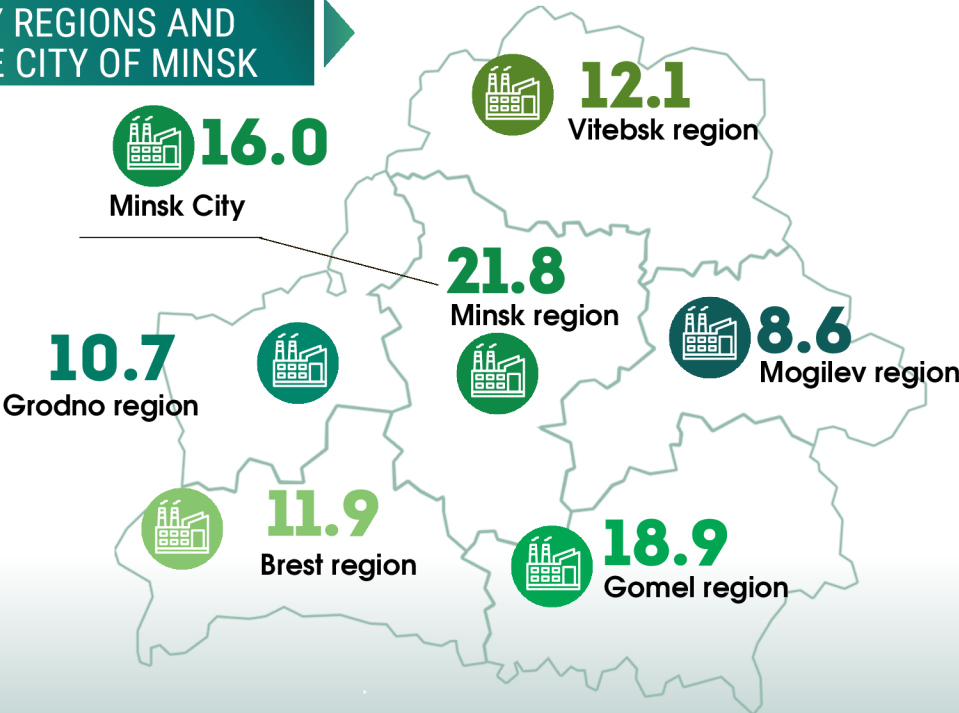 Y REGIONS AND
E CITY OF MINSK
12.1
Vitebsk region
16.0
Minsk City
21.8
Minsk region
8.6
Mogilev region
10.7
Grodno region
11.9
Brest region
18.9
Gomel region